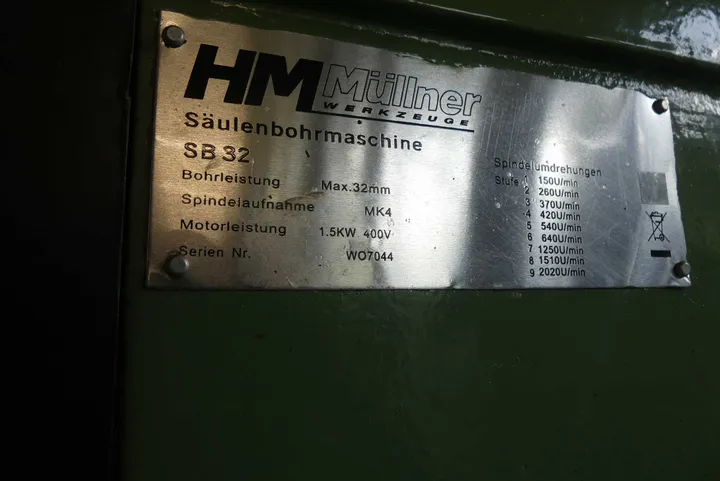 HM Müllner
WERKZEUGE
Säulenbohrmaschine
SB 32
Bohrleistung Max.32mm
Spindelaufnahme MK4
Motorleistung 1.5KW 400V
Serien Nr. WO7044
Spindelumdrehungen
Stufe 1 150U/min
2 260U/min
3 370U/min
4 420U/min
5 540U/min
6 640U/min
7 1250U/min
8 1510U/min
9 2020U/min